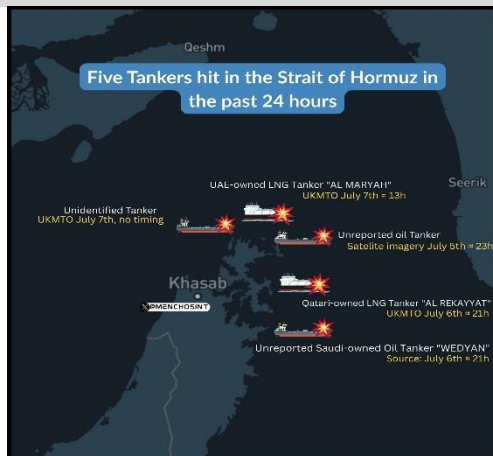 Qeshm
Five Tankers hit in the Strait of Hormuz in
the past 24 hours
UAE-owned LNG Tanker "AL MARYAH"
UKMTO July 7th ≈ 13h
Seerik
Unidentified Tanker
UKMTO July 7th, no timing
Unreported oil Tanker
Satelite imagery July 5th ≈ 23h
Khasab
PMENCHOSINT
Qatari-owned LNG Tanker "AL REKAYYAT"
UKMTO July 6th ≈ 21h
Unreported Saudi-owned Oil Tanker "WEDYAN"
Source: July 6th ≈ 21h